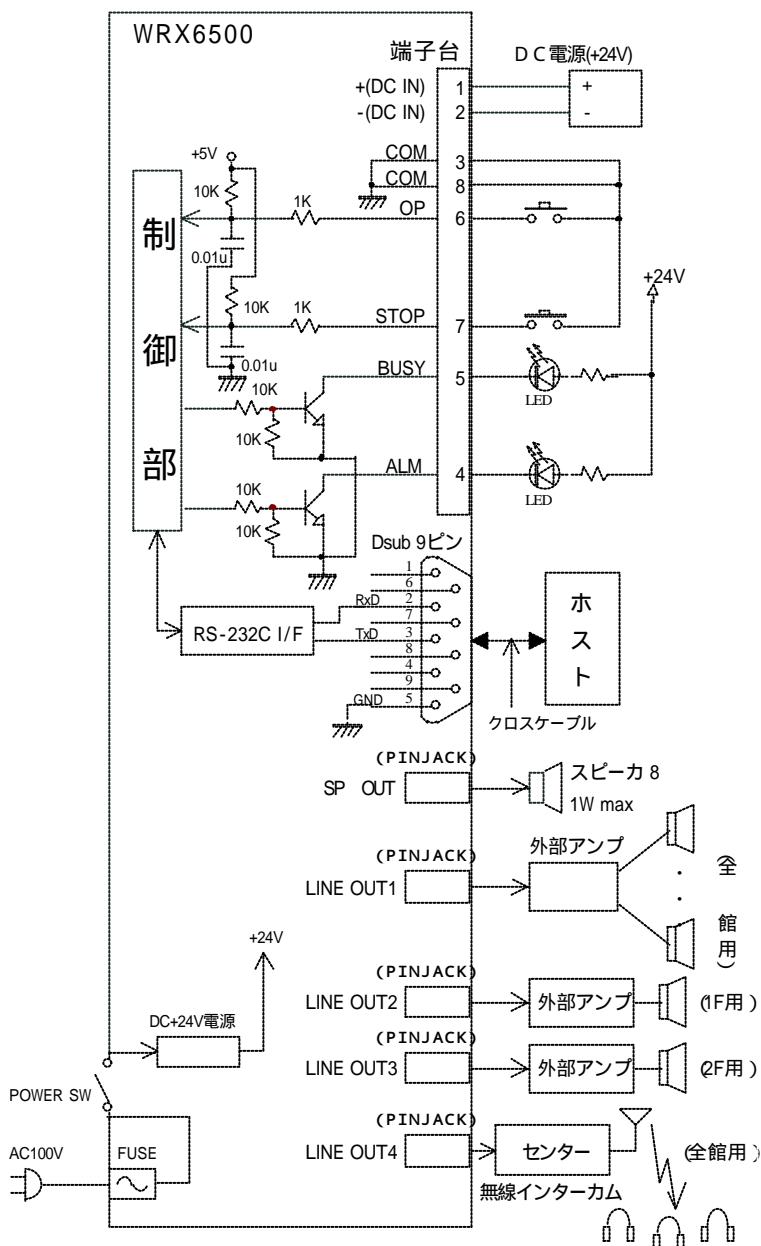 WRX6500
端子台
DC電源(+24V)
+(DC IN) 1 +
-(DC IN) 2 -
+5V
COM 3
COM 8
10K 1K OP 6
制
0.01u
+24V
10K 1K STOP 7
御
0.01u
BUSY 5
LED
10K
10K
部
ALM 4
LED
10K
10K
Dsub 9ピン
1
6
RxD 2
7
RS-232C I/F
TxD 3
8
4
9
GND 5
ホスト
クロスケーブル
(PINJACK)
SP OUT
スピーカ 8
1W max
(PINJACK)
LINE OUT1
外部アンプ
(全館用)
+24V
(PINJACK)
LINE OUT2 外部アンプ (1F用)
DC+24V電源
(PINJACK)
LINE OUT3 外部アンプ (2F用)
POWER SW
(PINJACK)
AC100V FUSE
LINE OUT4 センター (全館用)
無線インターカム